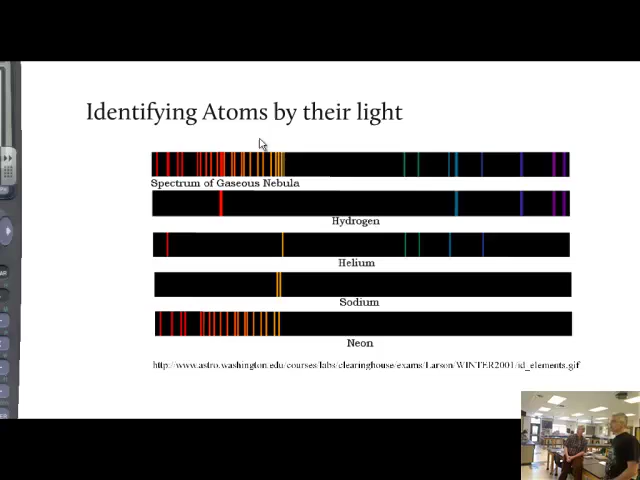 Identifying Atoms by their light
Spectrum of Gaseous Nebula
Hydrogen
Helium
Sodium
Neon
http://www.astro.washington.edu/courses/labs/clearinghouse/exams/Larson/WINTER2001/id_elements.gif